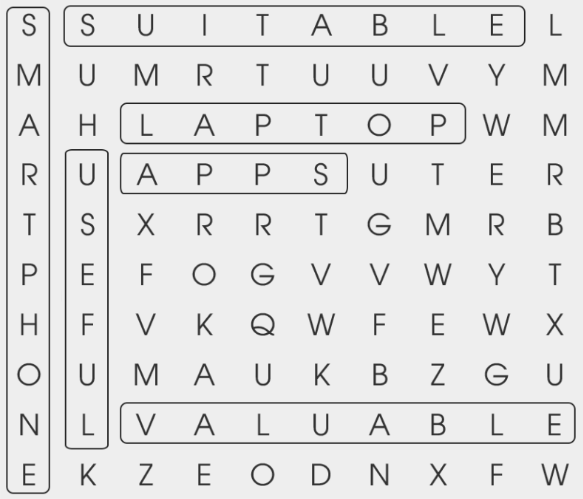 S S U I T A B L E L
M U M R T U U V Y M
A H L A P T O P W M
R U A P P S U T E R
T S X R R T G M R B
P E F O G V V W Y T
H F V K Q W F E W X
O U M A U K B Z G U
N L V A L U A B L E
E K Z E O D N X F W